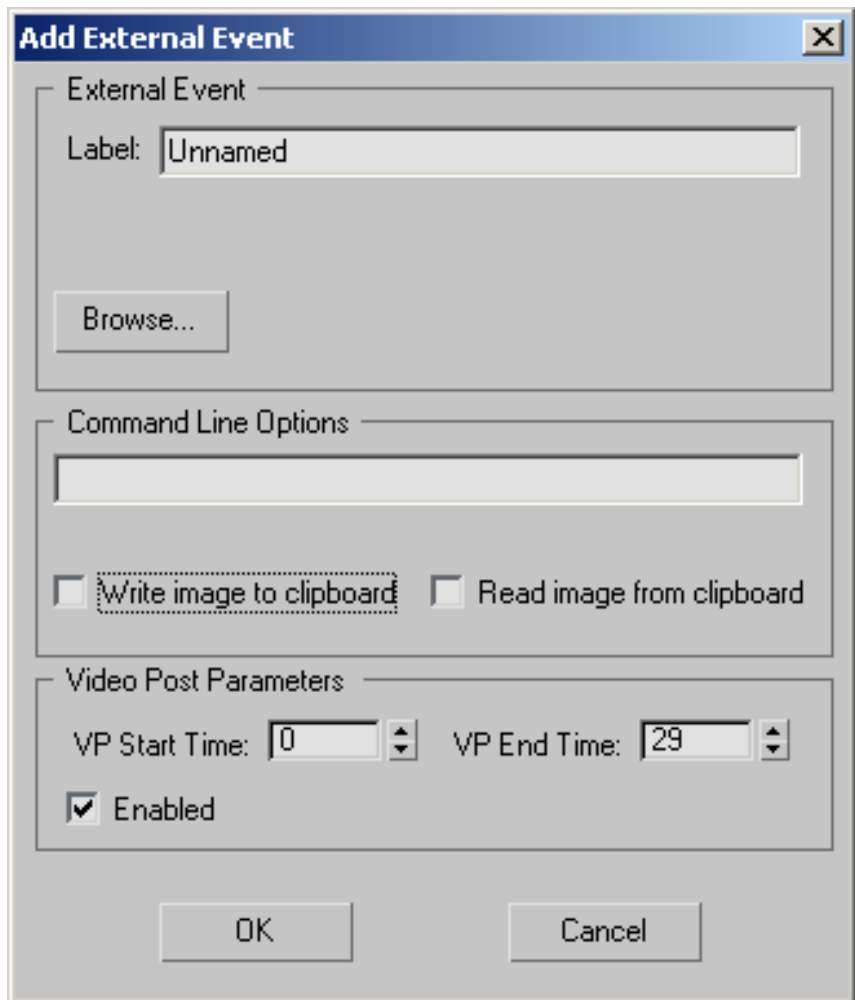 Add External Event
External Event
Label: Unnamed
Browse...
Command Line Options
Write image to clipboard Read image from clipboard
Video Post Parameters
VP Start Time: 0 VP End Time: 29
Enabled
OK Cancel